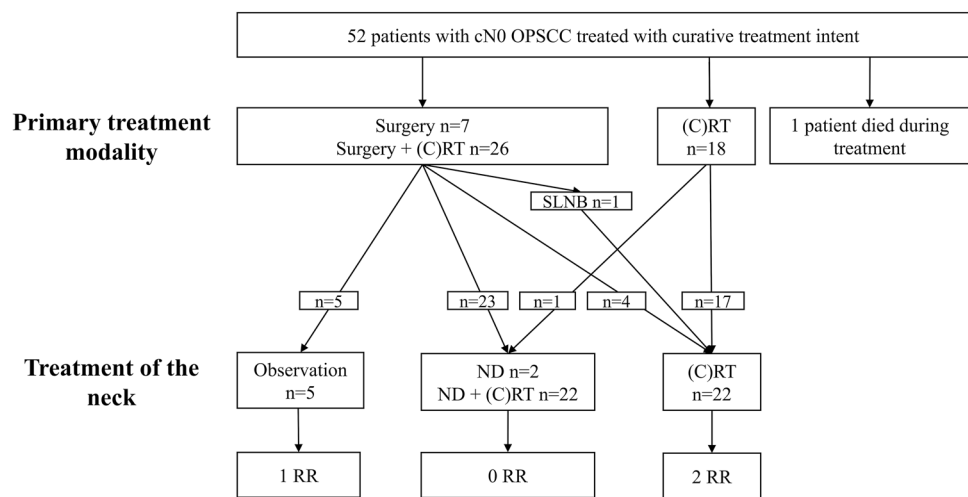 52 patients with cN0 OPSCC treated with curative treatment intent
Primary treatment
modality
Surgery n=7
Surgery + (C)RT n=26
(C)RT
n=18
1 patient died during
treatment
SLNB n=1
n=5
n=23
n=1
n=4
n=17
Treatment of the
neck
Observation
n=5
ND n=2
ND + (C)RT n=22
(C)RT
n=22
1 RR
0 RR
2 RR